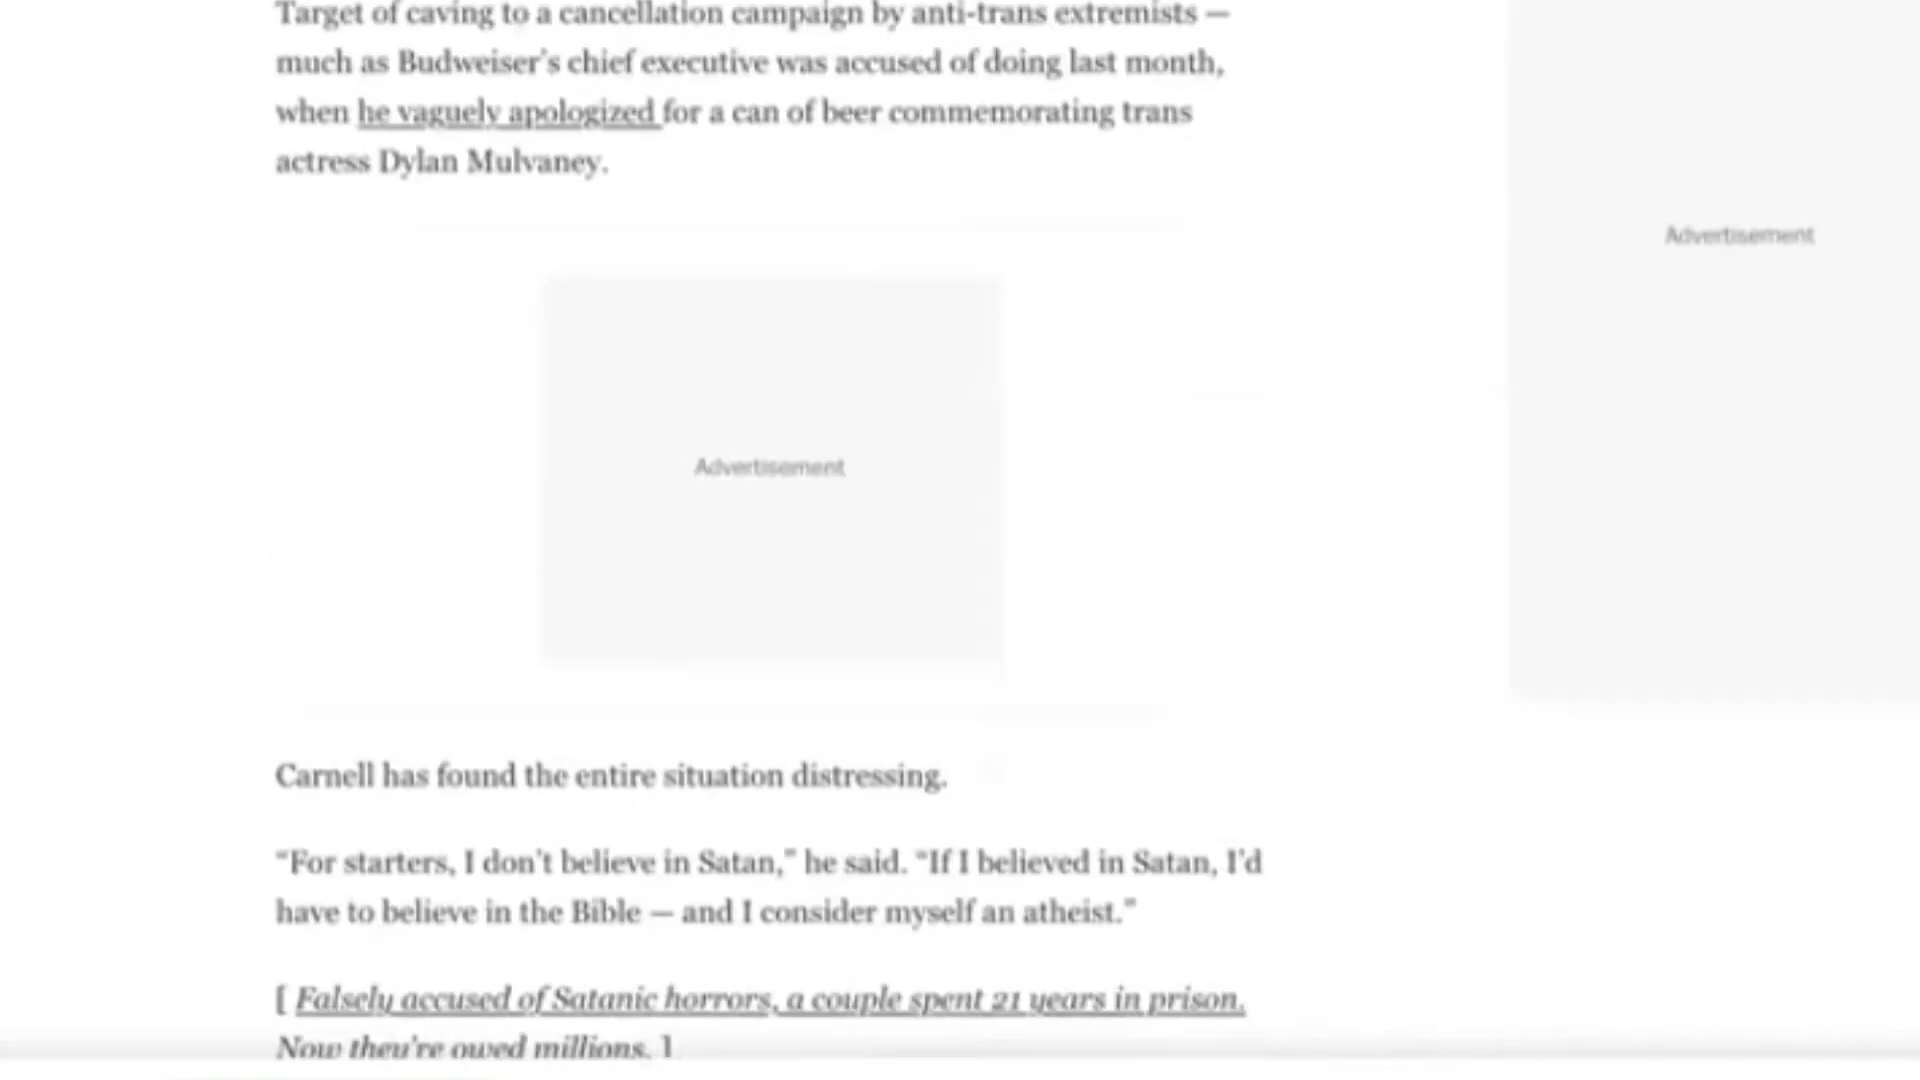 Target of caving to a cancellation campaign by anti-trans extremists —
much as Budweiser’s chief executive was accused of doing last month,
when he vaguely apologized for a can of beer commemorating trans
actress Dylan Mulvaney.
Advertisement
Advertisement
Carnell has found the entire situation distressing.
“For starters, I don’t believe in Satan,” he said. “If I believed in Satan, I’d
have to believe in the Bible — and I consider myself an atheist.”
[ Falsely accused of Satanic horrors, a couple spent 21 years in prison.
Now they’re owed millions. ]